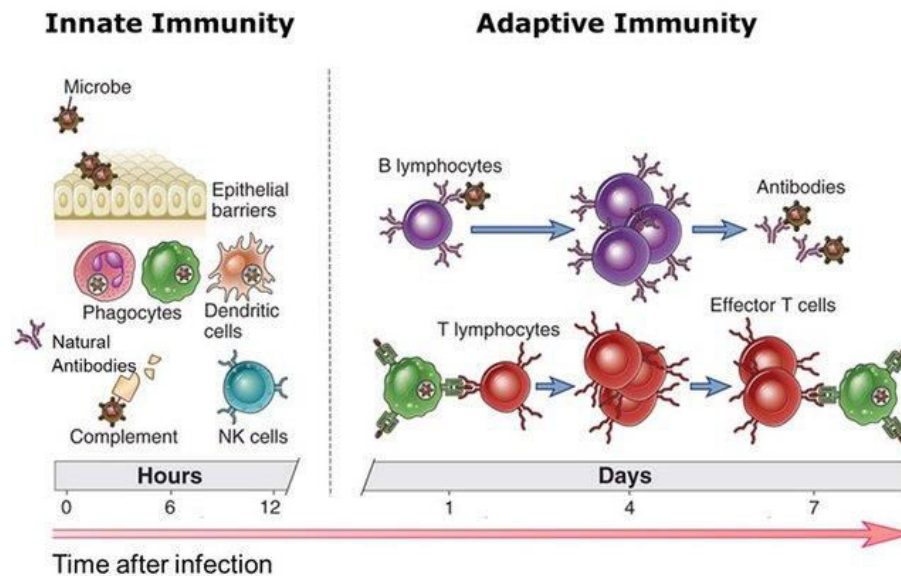 Innate Immunity
Adaptive Immunity
Microbe
Epithelial
barriers
Phagocytes
Dendritic
cells
Natural
Antibodies
Complement
NK cells
B lymphocytes
Antibodies
T lymphocytes
Effector T cells
Hours
Days
0 6 12
1 4 7
Time after infection